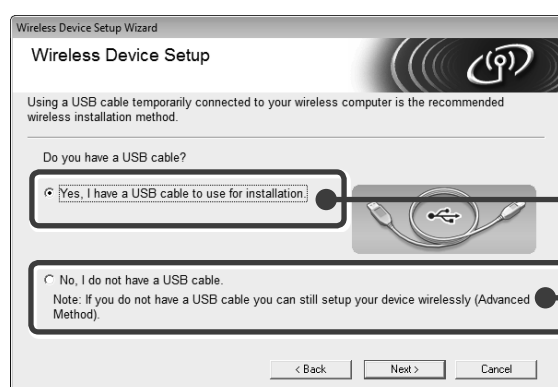 Wireless Device Setup Wizard
Wireless Device Setup
Using a USB cable temporarily connected to your wireless computer is the recommended
wireless installation method.
Do you have a USB cable?
Yes, I have a USB cable to use for installation.
No, I do not have a USB cable.
Note: If you do not have a USB cable you can still setup your device wirelessly (Advanced
Method).
< Back Next > Cancel